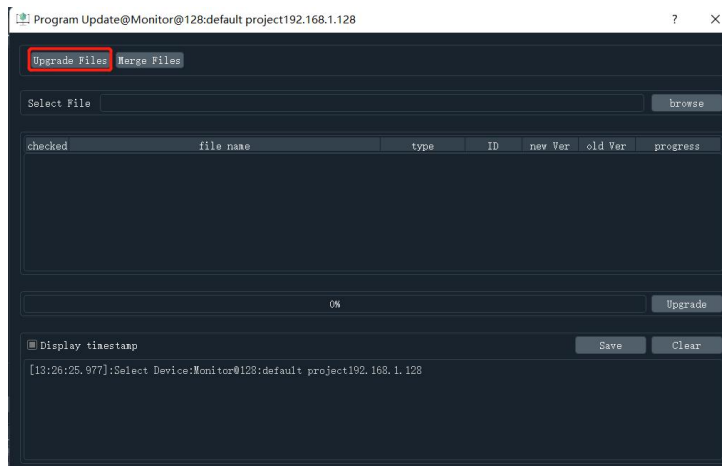 Program Update@Monitor@128:default project192.168.1.128 ? ×
Upgrade Files Merge Files
Select File browse
checked file name type ID new Ver old Ver progress
0% Upgrade
Display timestamp Save Clear
[13:26:25.977]:Select Device:Monitor@128:default project192.168.1.128